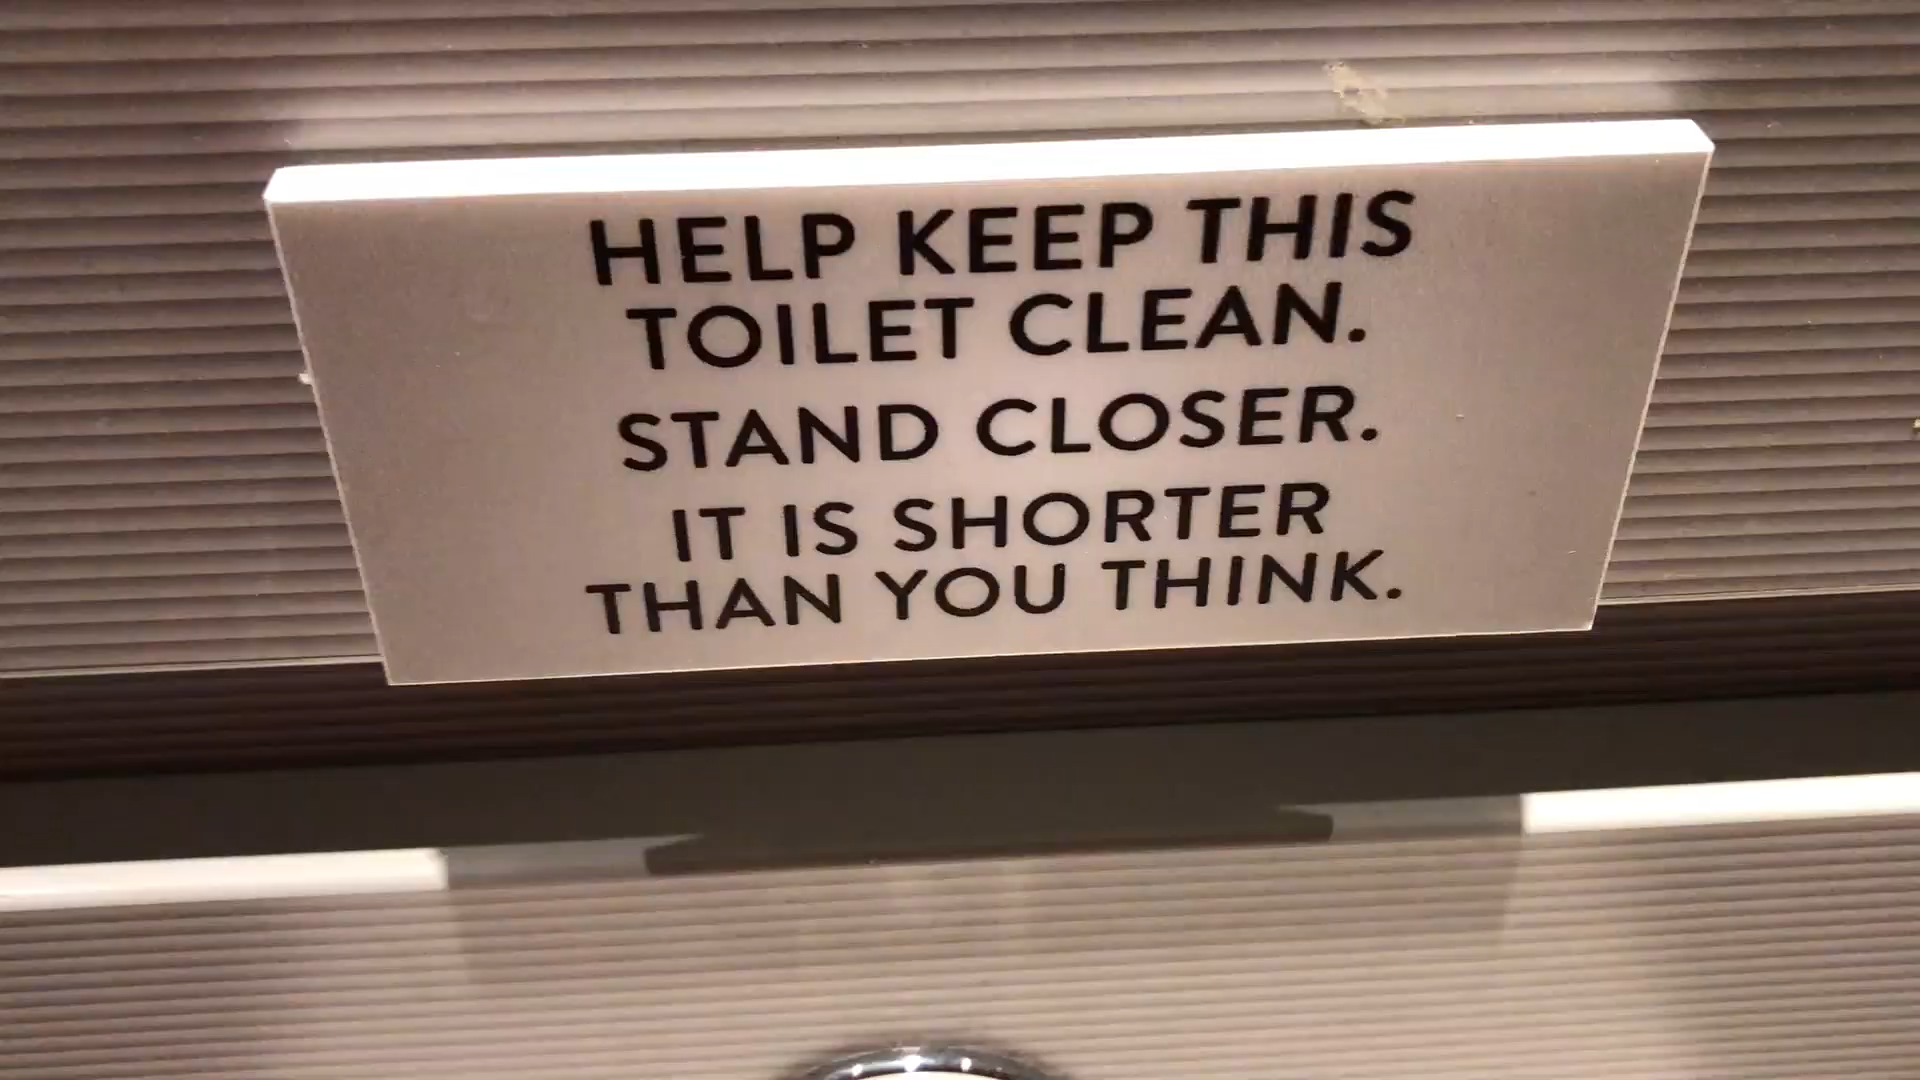 HELP KEEP THIS
TOILET CLEAN.
STAND CLOSER.
IT IS SHORTER
THAN YOU THINK.